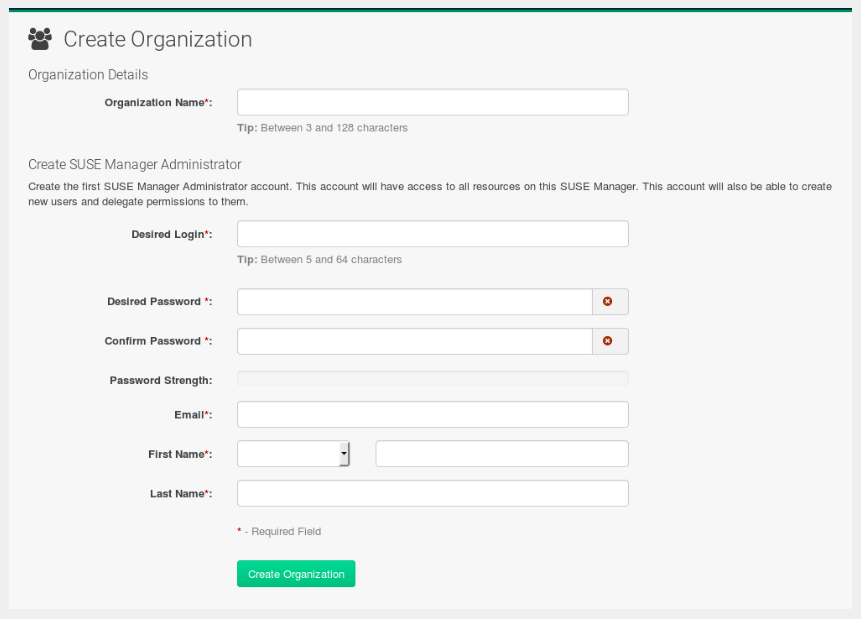 Create Organization
Organization Details
Organization Name*:
Tip: Between 3 and 128 characters
Create SUSE Manager Administrator
Create the first SUSE Manager Administrator account. This account will have access to all resources on this SUSE Manager. This account will also be able to create
new users and delegate permissions to them.
Desired Login*:
Tip: Between 5 and 64 characters
Desired Password *:
Confirm Password *:
Password Strength:
Email*:
First Name*:
Last Name*:
* - Required Field
Create Organization